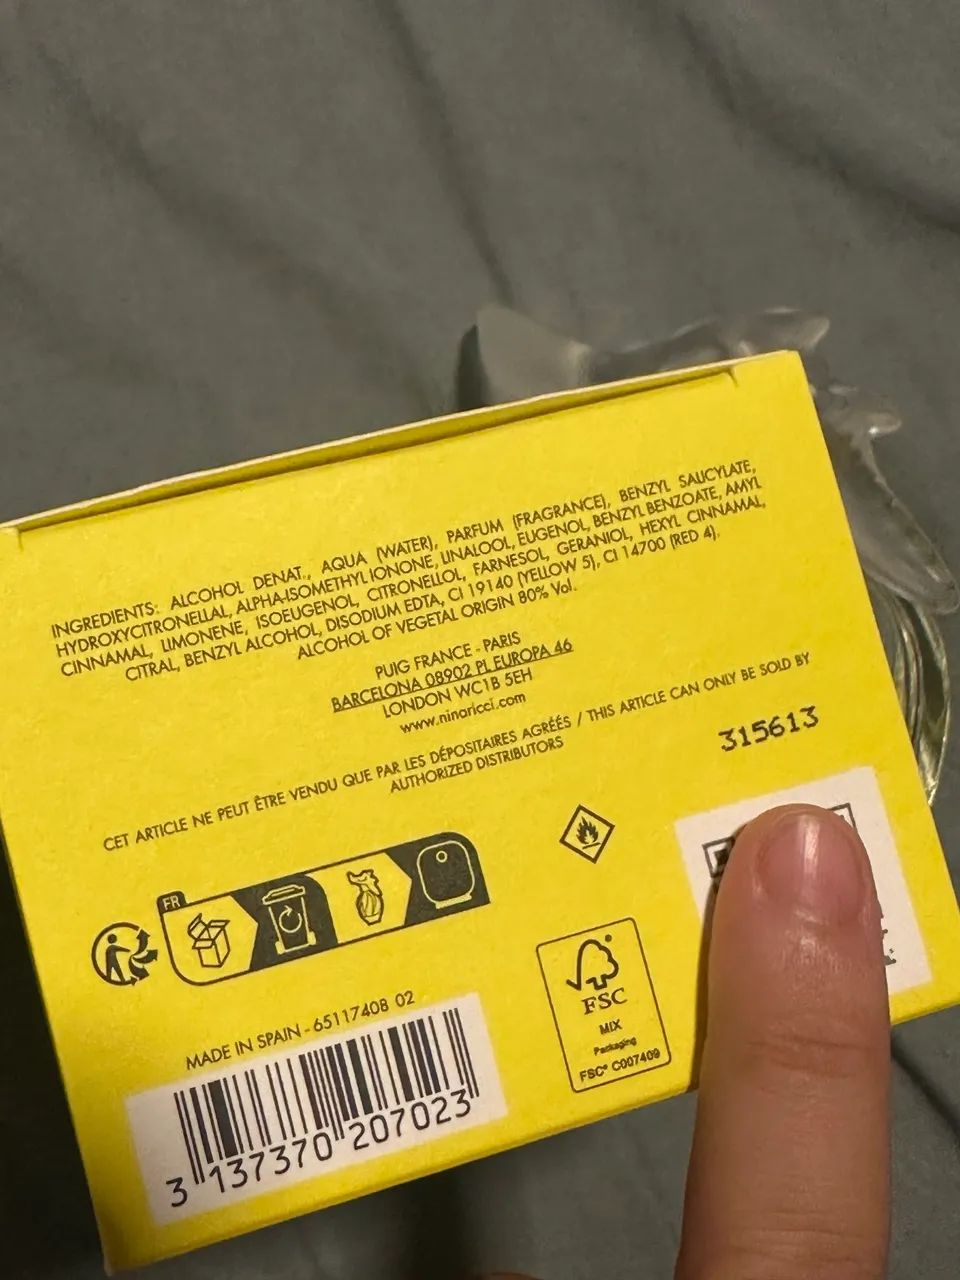 INGREDIENTS: ALCOHOL DENAT., AQUA (WATER), PARFUM (FRAGRANCE), BENZYL SALICYLATE,
HYDROXYCITRONELLAL, ALPHA-ISOMETHYL IONONE, LINALOOL, EUGENOL, BENZYL BENZOATE, AMYL
CINNAMAL, LIMONENE, ISOEUGENOL, CITRONELLOL, FARNESOL, GERANIOL, HEXYL CINNAMAL,
CITRAL, BENZYL ALCOHOL, DISODIUM EDTA, CI 19140 (YELLOW 5), CI 14700 (RED 4).
ALCOHOL OF VEGETAL ORIGIN 80% Vol.
PUIG FRANCE - PARIS
BARCELONA 08902 PL EUROPA 46
LONDON WC1B 5EH
www.ninaricci.com
CET ARTICLE NE PEUT ÊTRE VENDU QUE PAR LES DÉPOSITAIRES AGRÉÉS / THIS ARTICLE CAN ONLY BE SOLD BY
AUTHORIZED DISTRIBUTORS
315613
FR
MADE IN SPAIN - 65117408 02
3 137370 207023
FSC
MIX
Packaging
FSC® C007409